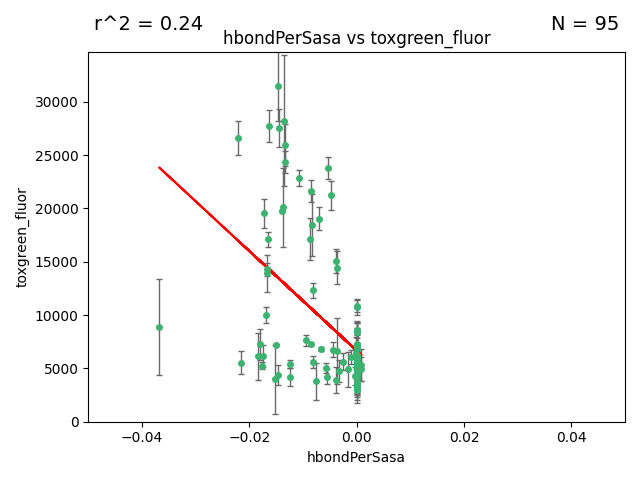 r^2 = 0.24
N = 95
hbondPerSasa vs toxgreen_fluor
toxgreen_fluor
30000
25000
20000
15000
10000
5000
0
−0.04
−0.02
0.00
0.02
0.04
hbondPerSasa